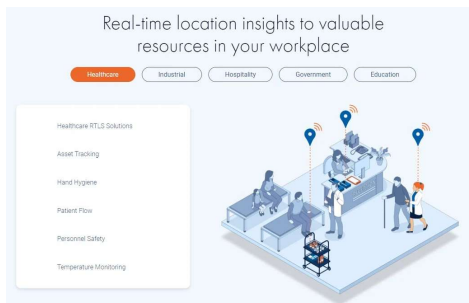 Real-time location insights to valuable
resources in your workplace
Healthcare
Industrial
Hospitality
Government
Education
Healthcare RTLS Solutions
Asset Tracking
Hand Hygiene
Patient Flow
Personnel Safety
Temperature Monitoring